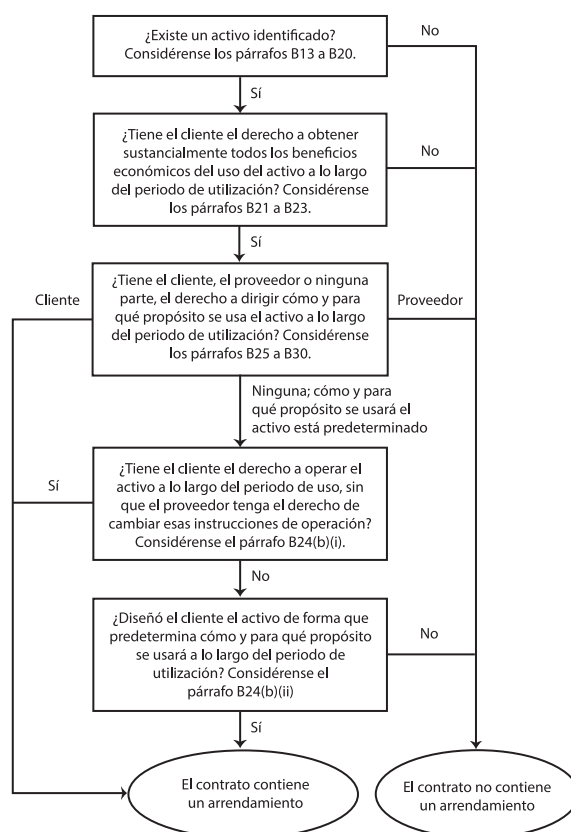 ¿Existe un activo identificado?
Considérense los párrafos B13 a B20.
No
Sí
¿Tiene el cliente el derecho a obtener
sustancialmente todos los beneficios
económicos del uso del activo a lo largo
del periodo de utilización? Considérense
los párrafos B21 a B23.
No
Sí
Cliente
¿Tiene el cliente, el proveedor o ninguna
parte, el derecho a dirigir cómo y para
qué propósito se usa el activo a lo largo
del periodo de utilización? Considérense
los párrafos B25 a B30.
Proveedor
Ninguna; cómo y para
qué propósito se usará el
activo está predeterminado
Sí
¿Tiene el cliente el derecho a operar el
activo a lo largo del periodo de uso, sin
que el proveedor tenga el derecho de
cambiar esas instrucciones de operación?
Considérense el párrafo B24(b)(i).
No
¿Diseñó el cliente el activo de forma que
predetermina cómo y para qué propósito
se usará a lo largo del periodo de
utilización? Considérense el
párrafo B24(b)(ii)
No
Sí
El contrato contiene
un arrendamiento
El contrato no contiene
un arrendamiento